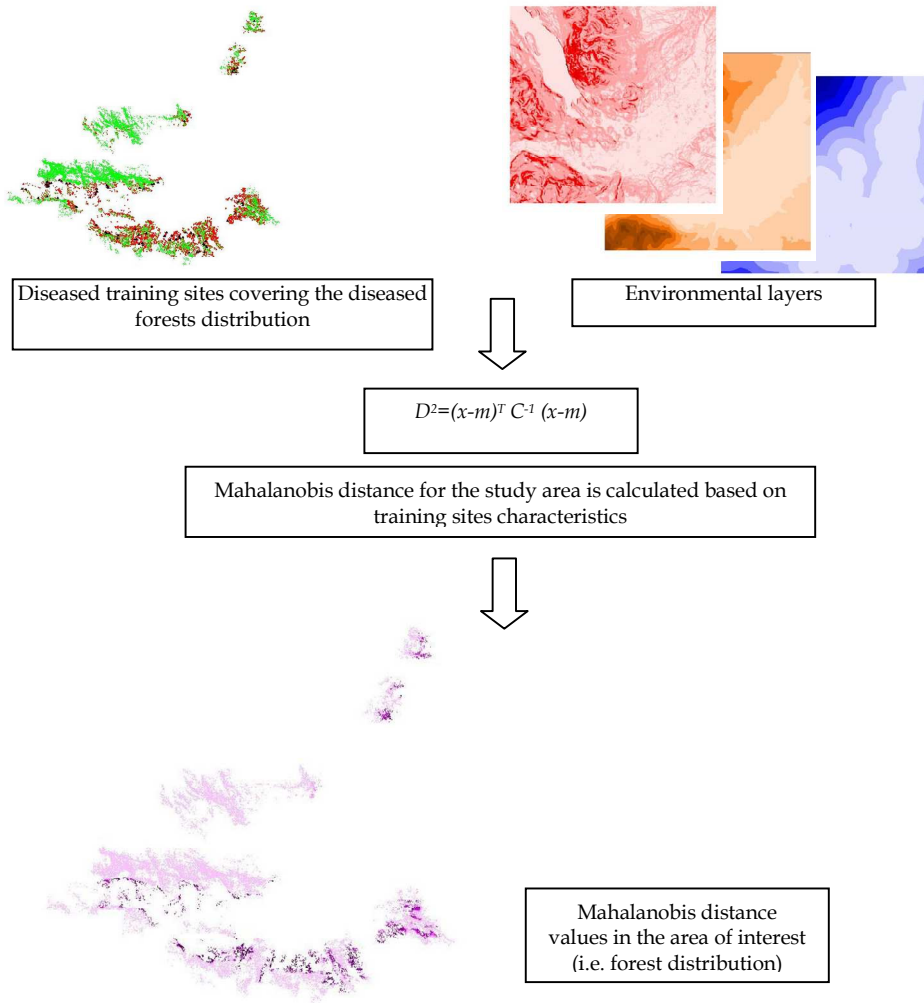 Diseased training sites covering the diseased
forests distribution
Environmental layers
D²=(x-m)ᵀ C⁻¹ (x-m)
Mahalanobis distance for the study area is calculated based on
training sites characteristics
Mahalanobis distance
values in the area of interest
(i.e. forest distribution)